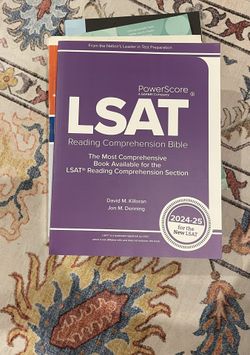 From the Nation's Leader in Test Preparation
PowerScore
LSAT
Reading Comprehension Bible
The Most Comprehensive
Book Available for the
LSAT® Reading Comprehension Section
David M. Killoran
Jon M. Denning
2024-25
for the
New LSAT